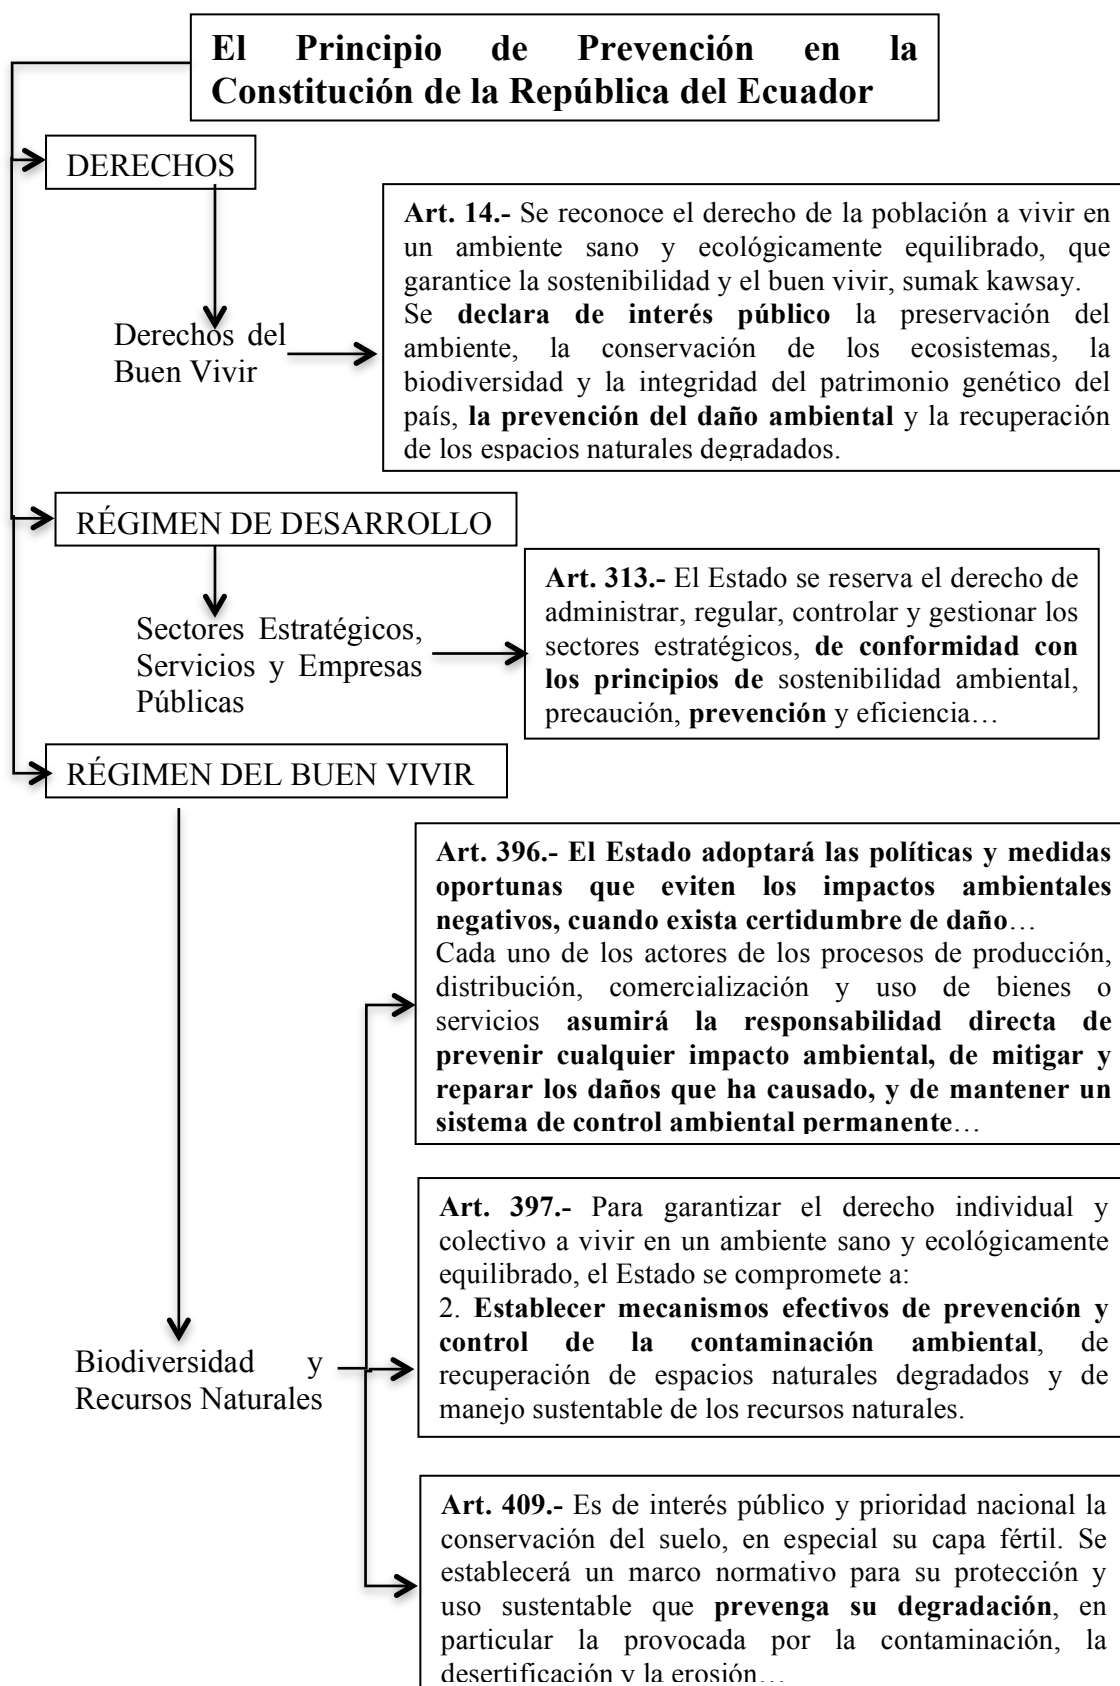 El Principio de Prevención en la
Constitución de la República del Ecuador
DERECHOS
Art. 14.- Se reconoce el derecho de la población a vivir en
un ambiente sano y ecológicamente equilibrado, que
garantice la sostenibilidad y el buen vivir, sumak kawsay.
Se declara de interés público la preservación del
ambiente, la conservación de los ecosistemas, la
biodiversidad y la integridad del patrimonio genético del
país, la prevención del daño ambiental y la recuperación
de los espacios naturales degradados.
Derechos del
Buen Vivir
RÉGIMEN DE DESARROLLO
Art. 313.- El Estado se reserva el derecho de
administrar, regular, controlar y gestionar los
sectores estratégicos, de conformidad con
los principios de sostenibilidad ambiental,
precaución, prevención y eficiencia…
Sectores Estratégicos,
Servicios y Empresas
Públicas
RÉGIMEN DEL BUEN VIVIR
Art. 396.- El Estado adoptará las políticas y medidas
oportunas que eviten los impactos ambientales
negativos, cuando exista certidumbre de daño…
Cada uno de los actores de los procesos de producción,
distribución, comercialización y uso de bienes o
servicios asumirá la responsabilidad directa de
prevenir cualquier impacto ambiental, de mitigar y
reparar los daños que ha causado, y de mantener un
sistema de control ambiental permanente…
Art. 397.- Para garantizar el derecho individual y
colectivo a vivir en un ambiente sano y ecológicamente
equilibrado, el Estado se compromete a:
2. Establecer mecanismos efectivos de prevención y
control de la contaminación ambiental, de
recuperación de espacios naturales degradados y de
manejo sustentable de los recursos naturales.
Biodiversidad y
Recursos Naturales
Art. 409.- Es de interés público y prioridad nacional la
conservación del suelo, en especial su capa fértil. Se
establecerá un marco normativo para su protección y
uso sustentable que prevenga su degradación, en
particular la provocada por la contaminación, la
desertificación y la erosión…